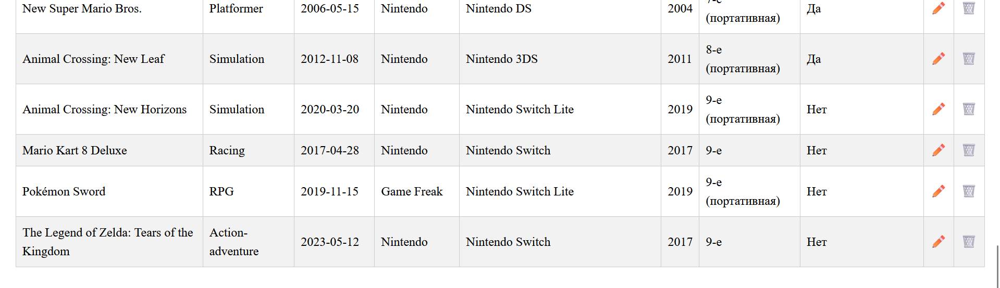 New Super Mario Bros.
Platformer
2006-05-15
Nintendo
Nintendo DS
2004
(портативная)
Да
Animal Crossing: New Leaf
Simulation
2012-11-08
Nintendo
Nintendo 3DS
2011
8-е
(портативная)
Да
Animal Crossing: New Horizons
Simulation
2020-03-20
Nintendo
Nintendo Switch Lite
2019
9-е
(портативная)
Нет
Mario Kart 8 Deluxe
Racing
2017-04-28
Nintendo
Nintendo Switch
2017
9-е
Нет
Pokémon Sword
RPG
2019-11-15
Game Freak
Nintendo Switch Lite
2019
9-е
(портативная)
Нет
The Legend of Zelda: Tears of the
Kingdom
Action-
adventure
2023-05-12
Nintendo
Nintendo Switch
2017
9-е
Нет